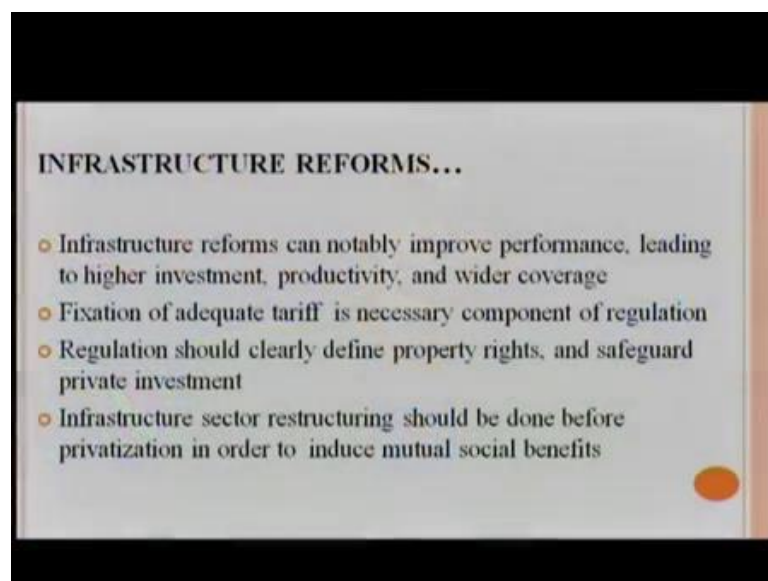 INFRASTRUCTURE REFORMS...
Infrastructure reforms can notably improve performance, leading
to higher investment, productivity, and wider coverage
Fixation of adequate tariff is necessary component of regulation
Regulation should clearly define property rights, and safeguard
private investment
Infrastructure sector restructuring should be done before
privatization in order to induce mutual social benefits